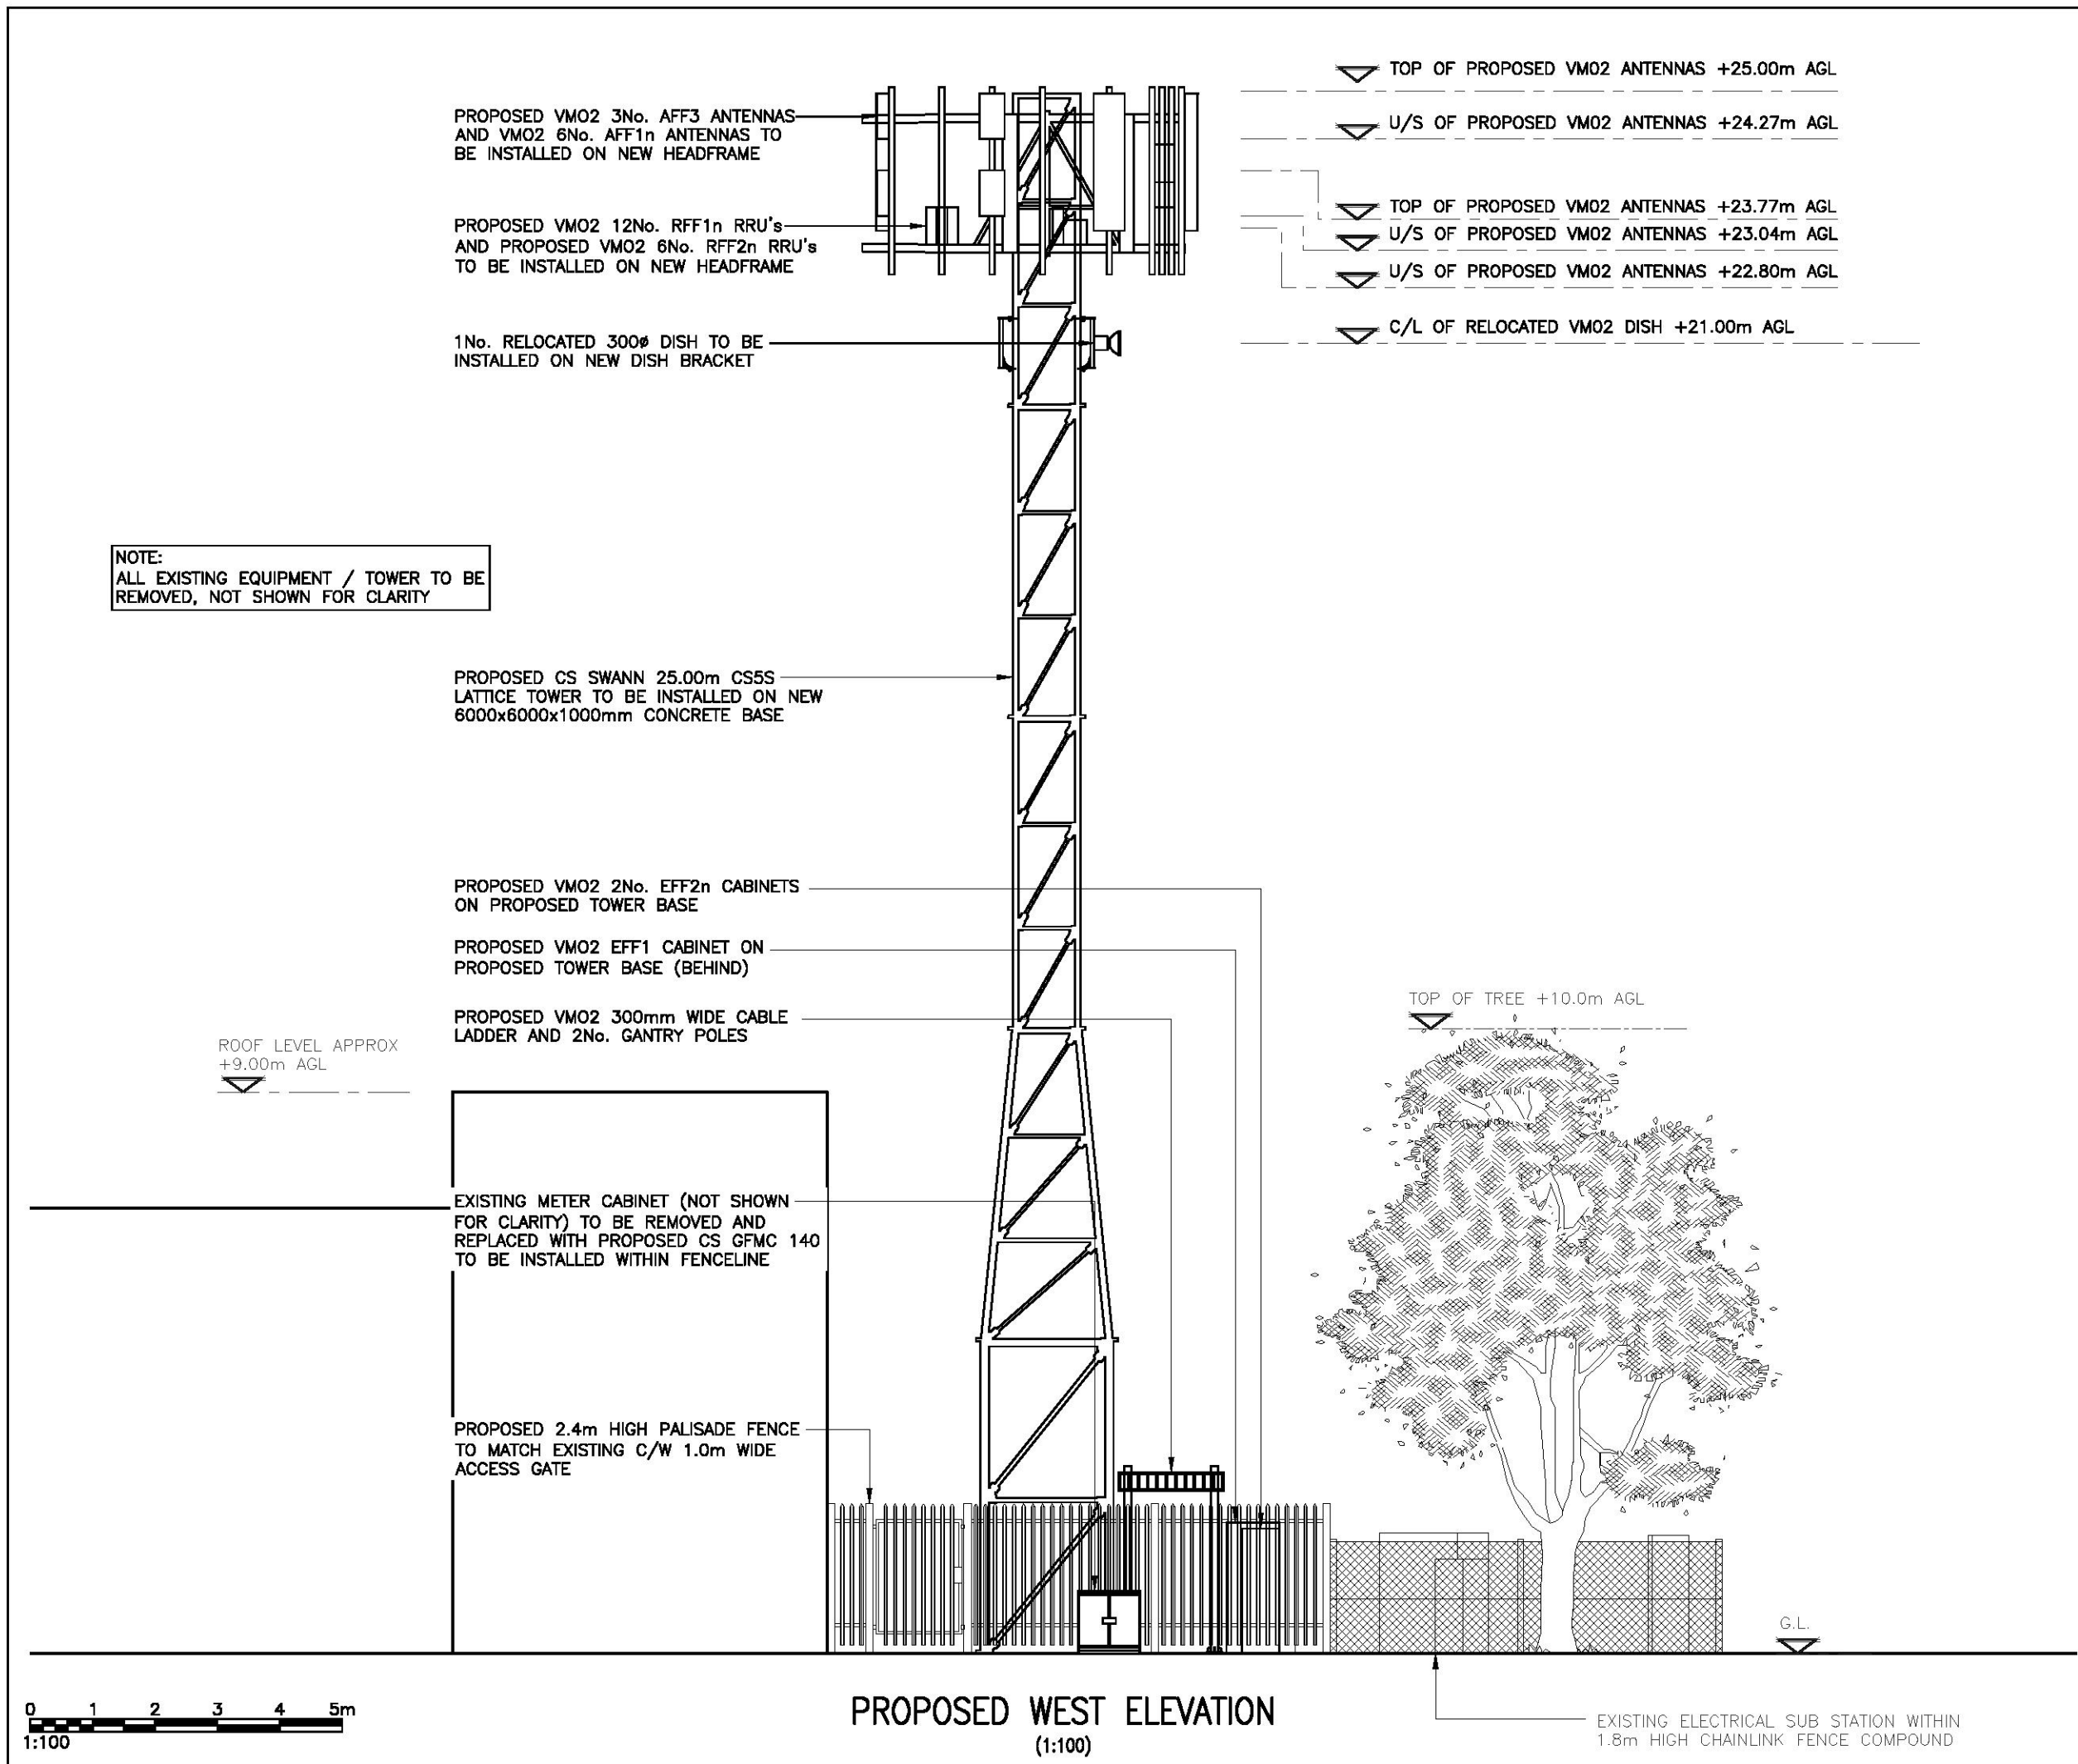 PROPOSED VMO2 3No. AFF3 ANTENNAS
AND VMO2 6No. AFF1n ANTENNAS TO
BE INSTALLED ON NEW HEADFRAME
PROPOSED VMO2 12No. RFF1n RRU's
AND PROPOSED VMO2 6No. RFF2n RRU's
TO BE INSTALLED ON NEW HEADFRAME
1No. RELOCATED 300ø DISH TO BE
INSTALLED ON NEW DISH BRACKET
TOP OF PROPOSED VMO2 ANTENNAS +25.00m AGL
U/S OF PROPOSED VMO2 ANTENNAS +24.27m AGL
TOP OF PROPOSED VMO2 ANTENNAS +23.77m AGL
U/S OF PROPOSED VMO2 ANTENNAS +23.04m AGL
U/S OF PROPOSED VMO2 ANTENNAS +22.80m AGL
C/L OF RELOCATED VMO2 DISH +21.00m AGL
NOTE:
ALL EXISTING EQUIPMENT / TOWER TO BE
REMOVED, NOT SHOWN FOR CLARITY
PROPOSED CS SWANN 25.00m CS5S
LATTICE TOWER TO BE INSTALLED ON NEW
6000x6000x1000mm CONCRETE BASE
PROPOSED VMO2 2No. EFF2n CABINETS
ON PROPOSED TOWER BASE
PROPOSED VMO2 EFF1 CABINET ON
PROPOSED TOWER BASE (BEHIND)
PROPOSED VMO2 300mm WIDE CABLE
LADDER AND 2No. GANTRY POLES
TOP OF TREE +10.0m AGL
ROOF LEVEL APPROX
+9.00m AGL
EXISTING METER CABINET (NOT SHOWN
FOR CLARITY) TO BE REMOVED AND
REPLACED WITH PROPOSED CS GFMC 140
TO BE INSTALLED WITHIN FENCELINE
PROPOSED 2.4m HIGH PALISADE FENCE
TO MATCH EXISTING C/W 1.0m WIDE
ACCESS GATE
G.L.
0 1 2 3 4 5m
1:100
PROPOSED WEST ELEVATION
(1:100)
EXISTING ELECTRICAL SUB STATION WITHIN
1.8m HIGH CHAINLINK FENCE COMPOUND